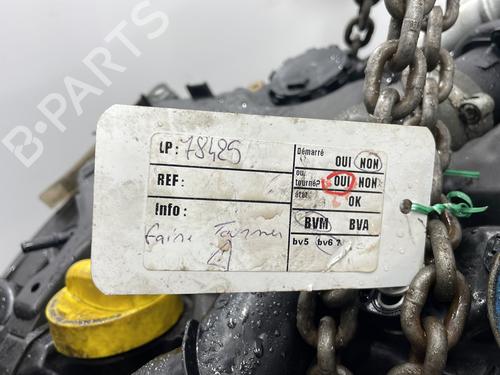 B-PARTS
LP: 78425
Démarré OUI NON
REF:
ou tourné? OUI NON
état: OK
Info:
faire Tourner
BVM BVA
bv5 bv6 ?